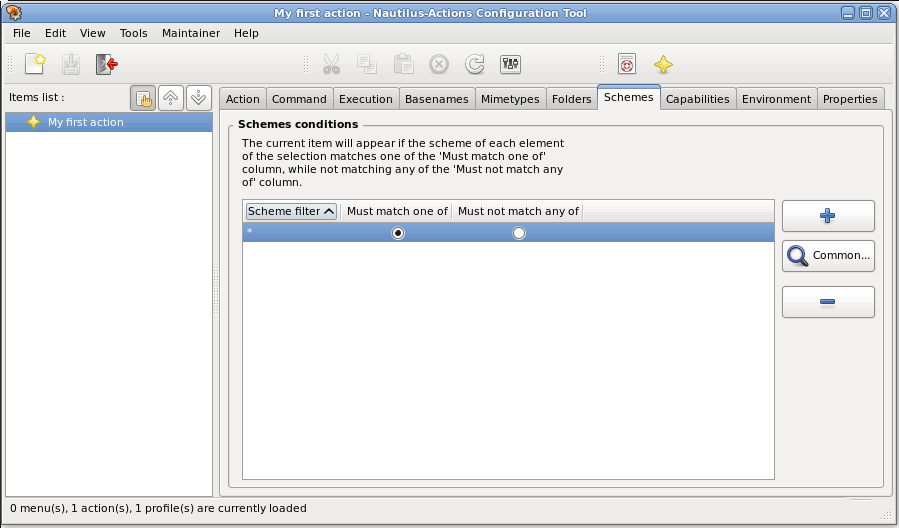 My first action - Nautilus-Actions Configuration Tool
File Edit View Tools Maintainer Help
Items list :
Action Command Execution Basenames Mimetypes Folders Schemes Capabilities Environment Properties
My first action
Schemes conditions
The current item will appear if the scheme of each element
of the selection matches one of the 'Must match one of'
column, while not matching any of the 'Must not match any
of' column.
Scheme filter Must match one of Must not match any of
*
Common...
0 menu(s), 1 action(s), 1 profile(s) are currently loaded